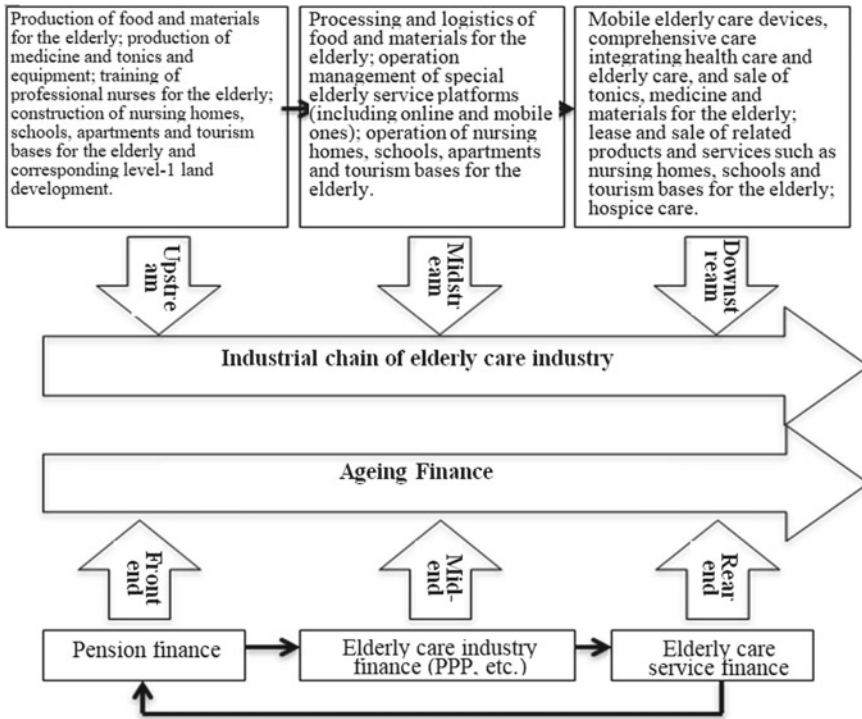 Production of food and materials
for the elderly; production of
medicine and tonics and
equipment; training of
professional nurses for the elderly;
construction of nursing homes,
schools, apartments and tourism
bases for the elderly and
corresponding level-1 land
development.
Processing and logistics of
food and materials for the
elderly; operation
management of special
elderly service platforms
(including online and mobile
ones); operation of nursing
homes, schools, apartments
and tourism bases for the
elderly.
Mobile elderly care devices,
comprehensive care
integrating health care and
elderly care, and sale of
tonics, medicine and
materials for the elderly;
lease and sale of related
products and services such as
nursing homes, schools and
tourism bases for the elderly;
hospice care.
Upstre
am
Midstr
eam
Downst
ream
Industrial chain of elderly care industry
Ageing Finance
Front
end
Mid-
end
Rear
end
Pension finance
Elderly care industry
finance (PPP, etc.)
Elderly care
service finance